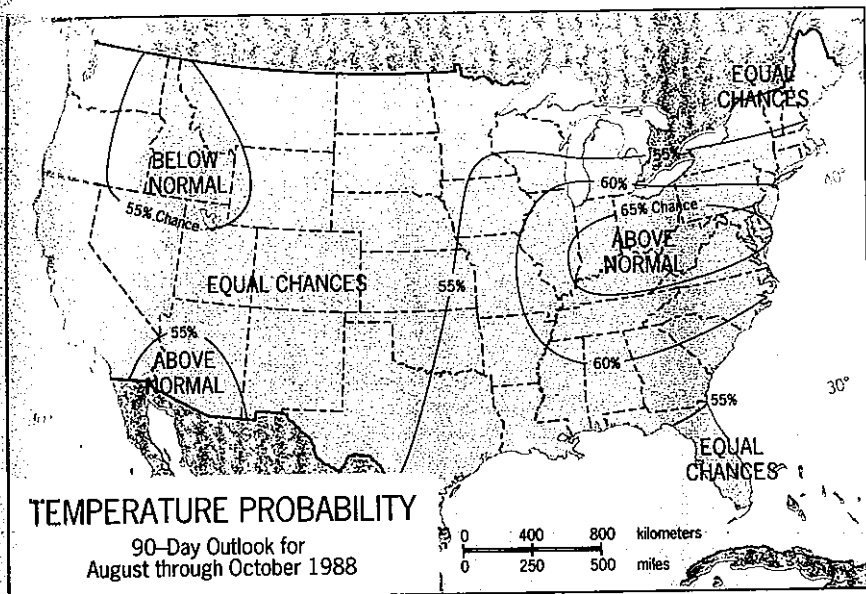 EQUAL
CHANCES
55%
BELOW
NORMAL
60%
40°
65% Chance
55% Chance
ABOVE
NORMAL
EQUAL CHANCES
55%
55%
ABOVE
NORMAL
60%
30°
55%
EQUAL
CHANCES
TEMPERATURE PROBABILITY
90-Day Outlook for
August through October 1988
0 400 800 kilometers
0 250 500 miles